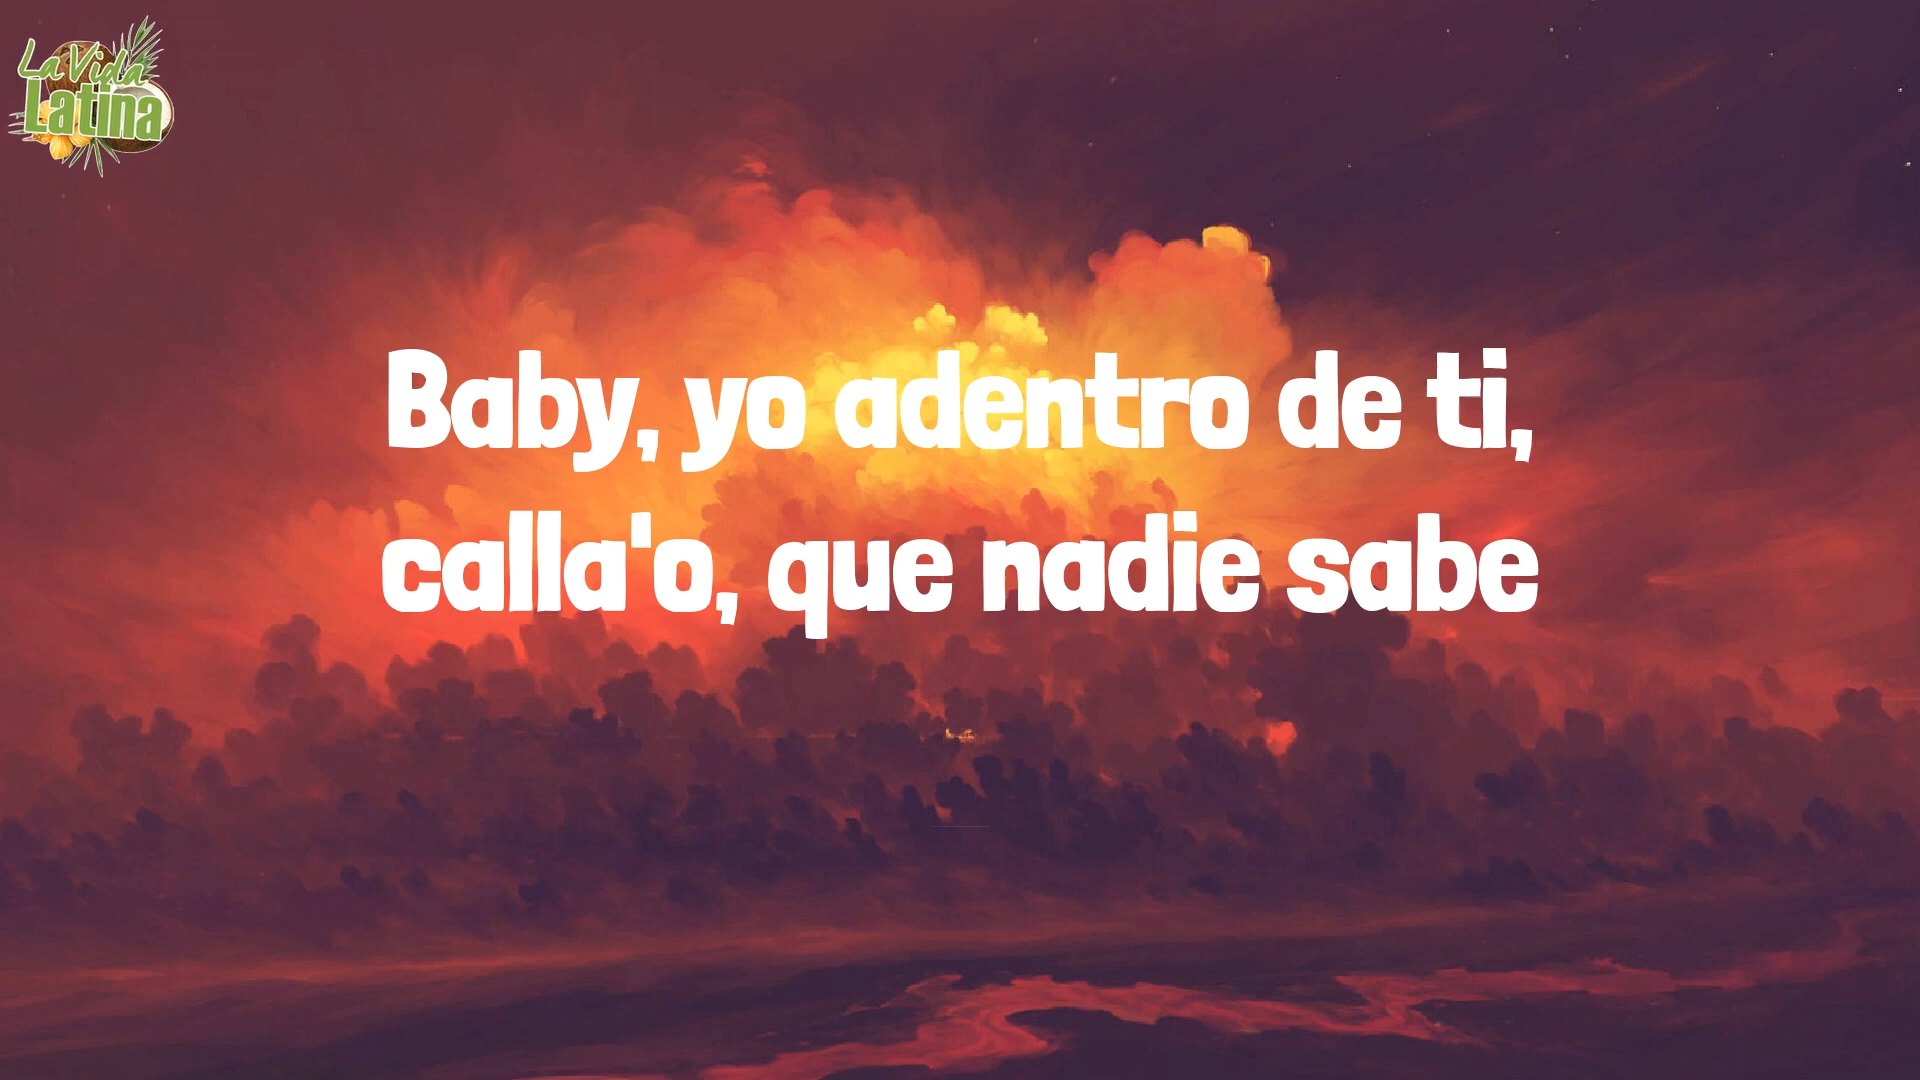 La Vida
Latina
Baby, yo adentro de ti,
calla'o, que nadie sabe